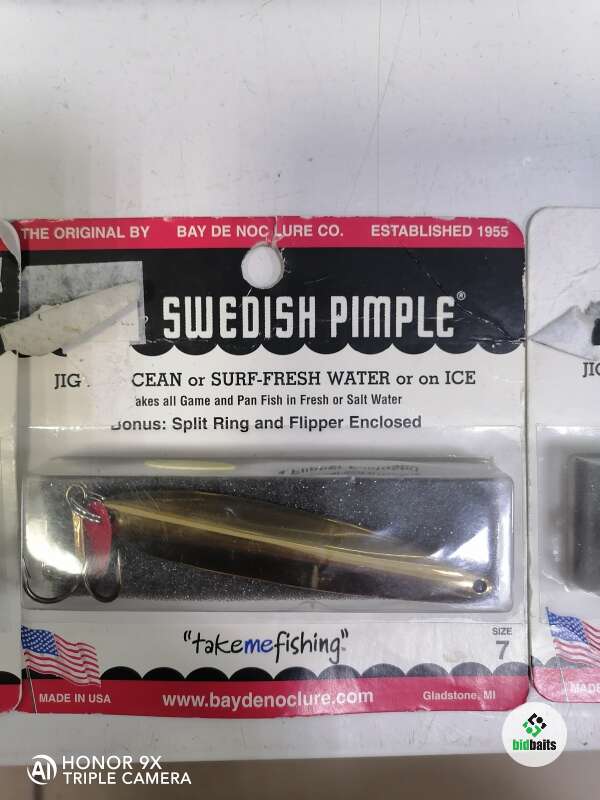 THE ORIGINAL BY BAY DE NOC LURE CO. ESTABLISHED 1955
SWEDISH PIMPLE®
JIG CEAN or SURF-FRESH WATER or on ICE
akes all Game and Pan Fish in Fresh or Salt Water
Bonus: Split Ring and Flipper Enclosed
"takemefishing"
SIZE
7
MADE IN USA www.baydenoclure.com Gladstone, MI
JIG
MADE
bidbaits
AI HONOR 9X
TRIPLE CAMERA